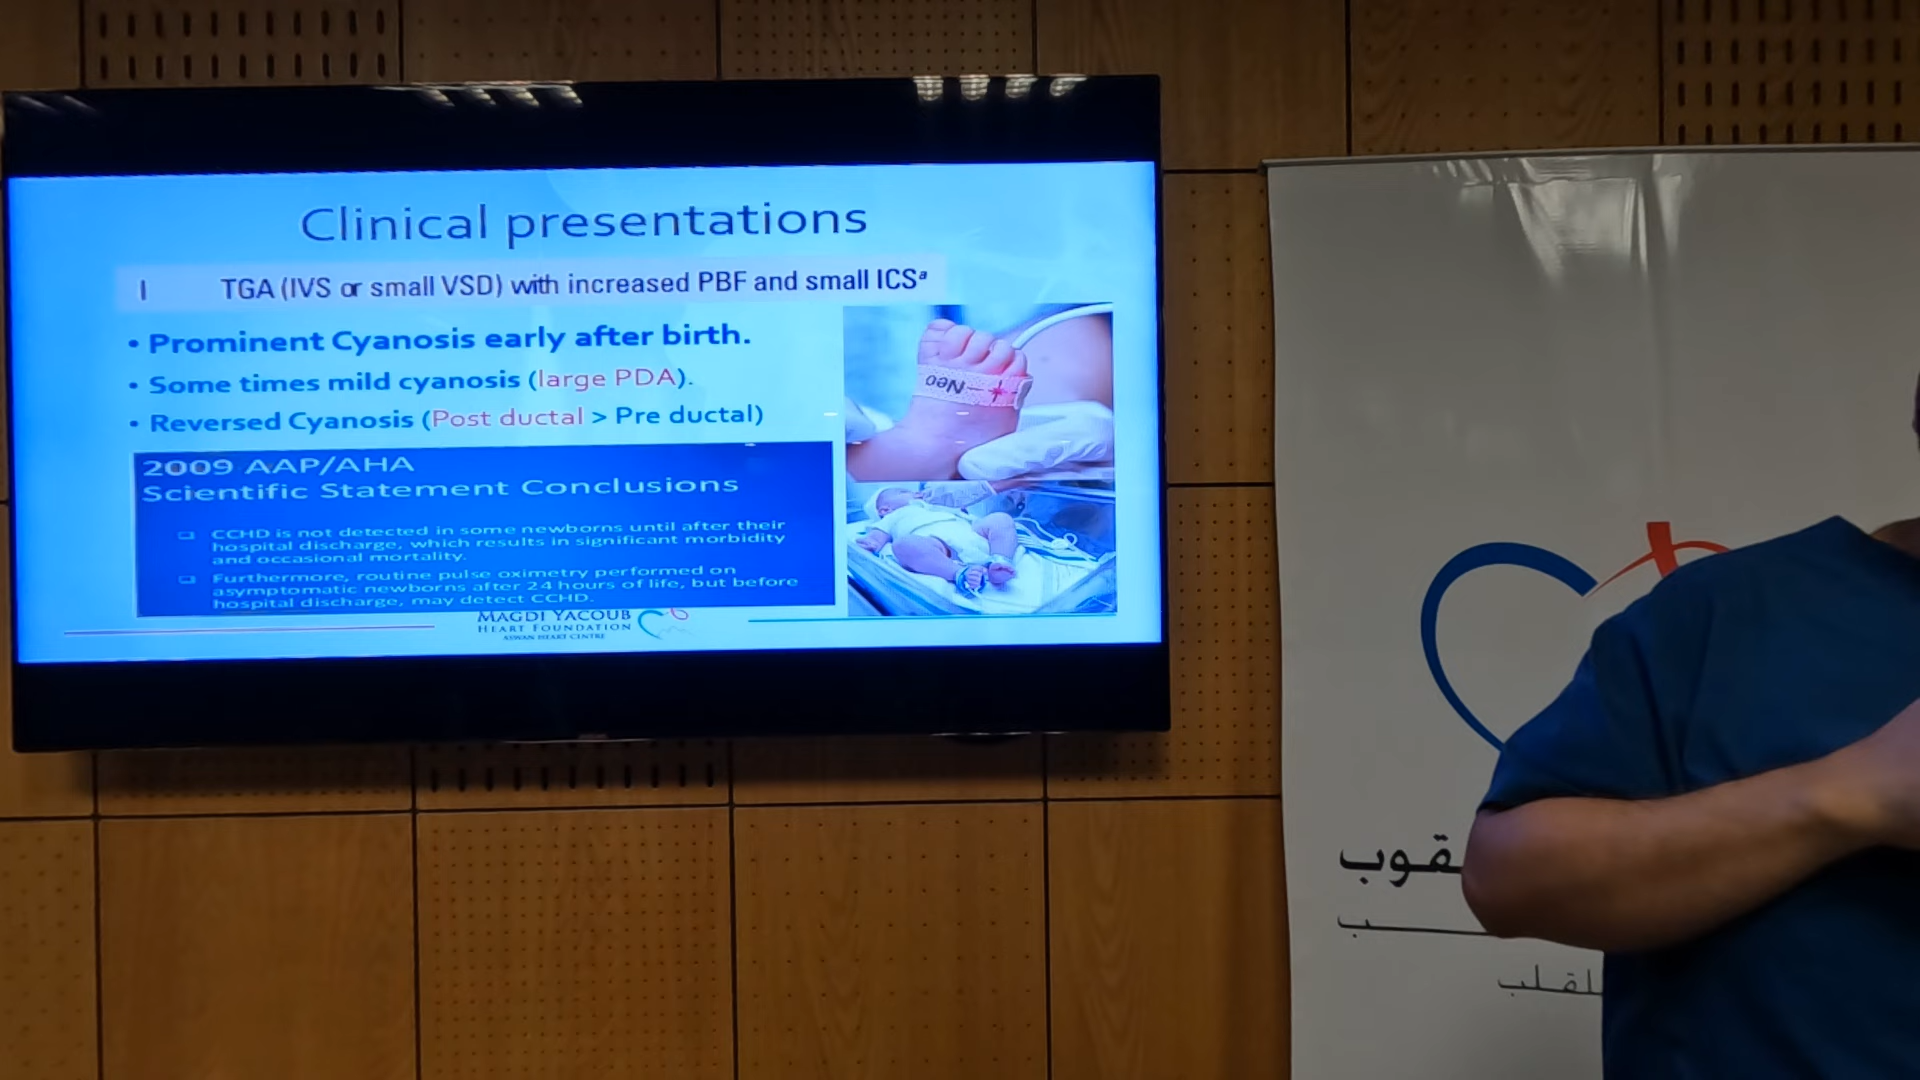 Clinical presentations
I TGA (IVS or small VSD) with increased PBF and small ICSª
• Prominent Cyanosis early after birth.
• Some times mild cyanosis (large PDA).
• Reversed Cyanosis (Post ductal > Pre ductal)
Neo
2009 AAP/AHA
Scientific Statement Conclusions
CCHD is not detected in some newborns until after their
hospital discharge, which results in significant morbidity
and occasional mortality.
Furthermore, routine pulse oximetry performed on
asymptomatic newborns after 24 hours of life, but before
hospital discharge, may detect CCHD.
MAGDI YACOUB
HEART FOUNDATION
ASWAN HEART CENTRE
للقلب